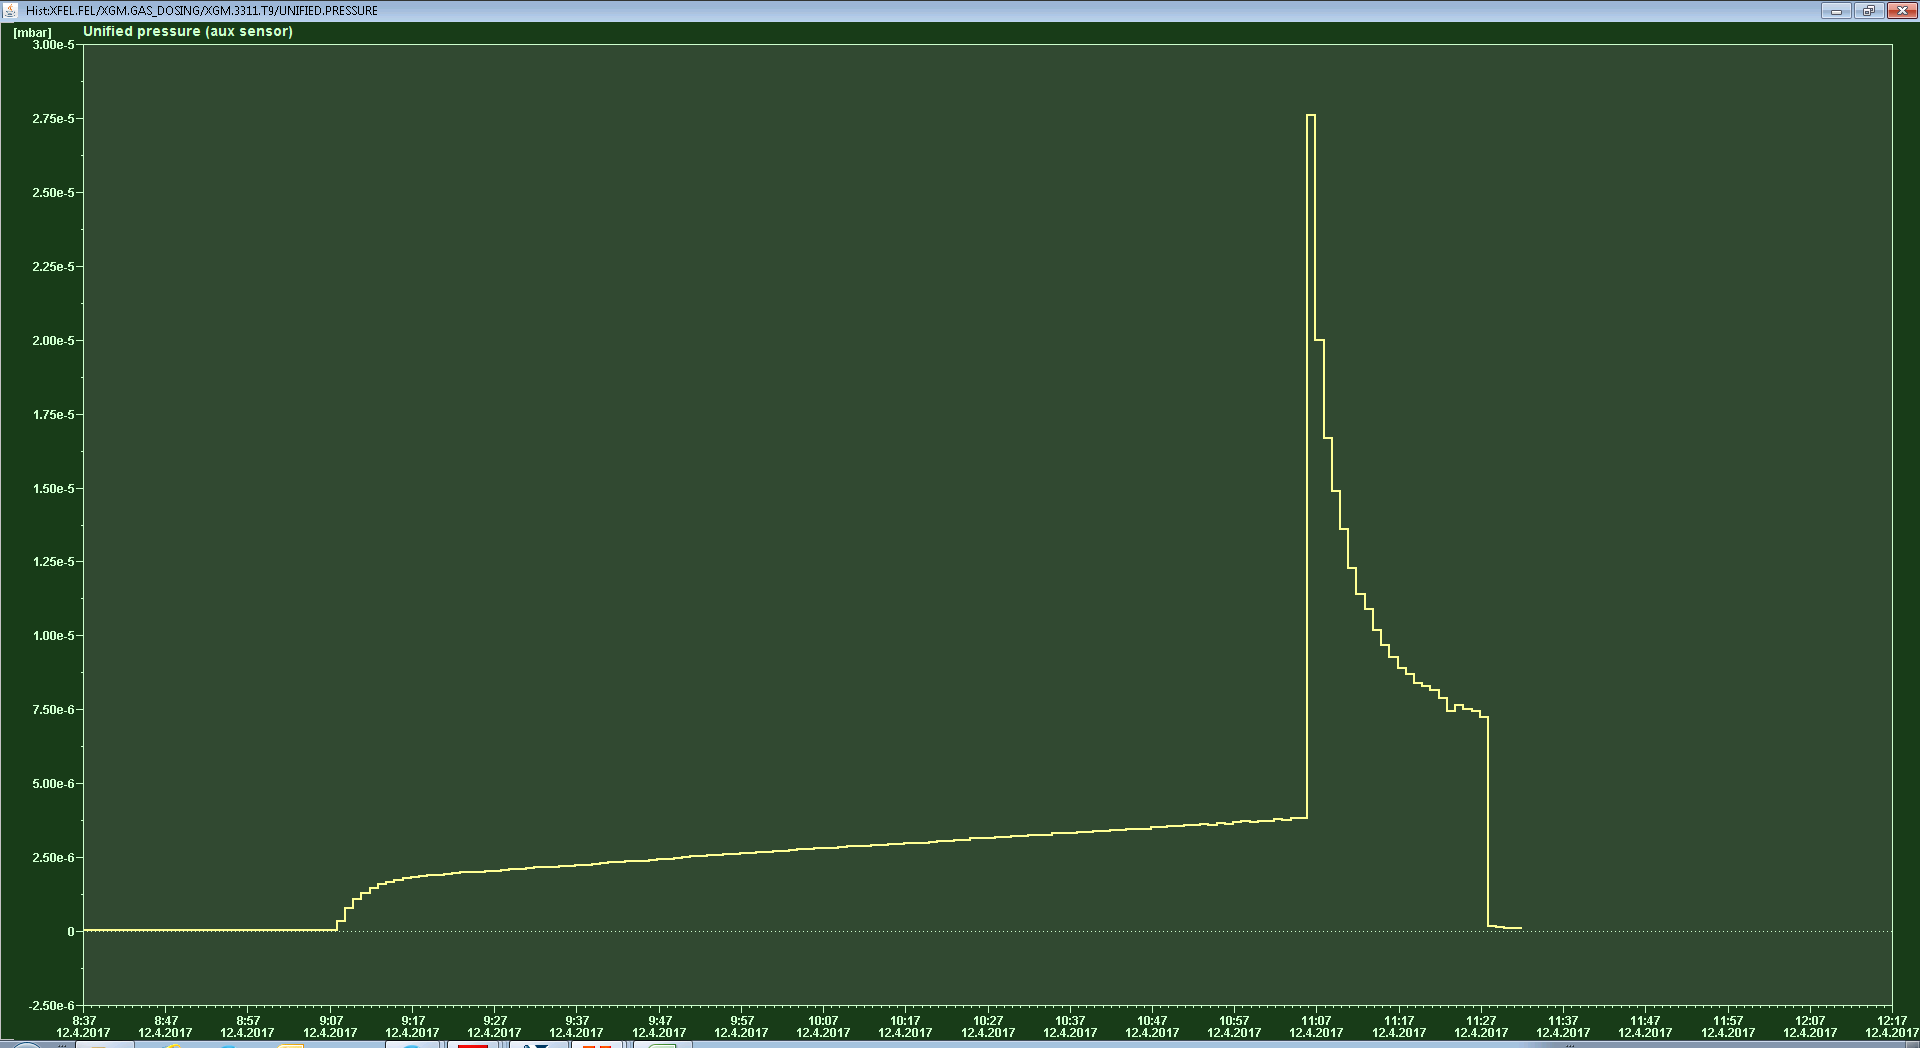 Hist:XFEL.FEL/XGM.GAS_DOSING/XGM.3311.T9/UNIFIED.PRESSURE
[mbar] Unified pressure (aux sensor)
3.00e-5
2.75e-5
2.50e-5
2.25e-5
2.00e-5
1.75e-5
1.50e-5
1.25e-5
1.00e-5
7.50e-6
5.00e-6
2.50e-6
0
-2.50e-6
8:37 8:47 8:57 9:07 9:17 9:27 9:37 9:47 9:57 10:07 10:17 10:27 10:37 10:47 10:57 11:07 11:17 11:27 11:37 11:47 11:57 12:07 12:17
12.4.2017 12.4.2017 12.4.2017 12.4.2017 12.4.2017 12.4.2017 12.4.2017 12.4.2017 12.4.2017 12.4.2017 12.4.2017 12.4.2017 12.4.2017 12.4.2017 12.4.2017 12.4.2017 12.4.2017 12.4.2017 12.4.2017 12.4.2017 12.4.2017 12.4.2017 12.4.2017